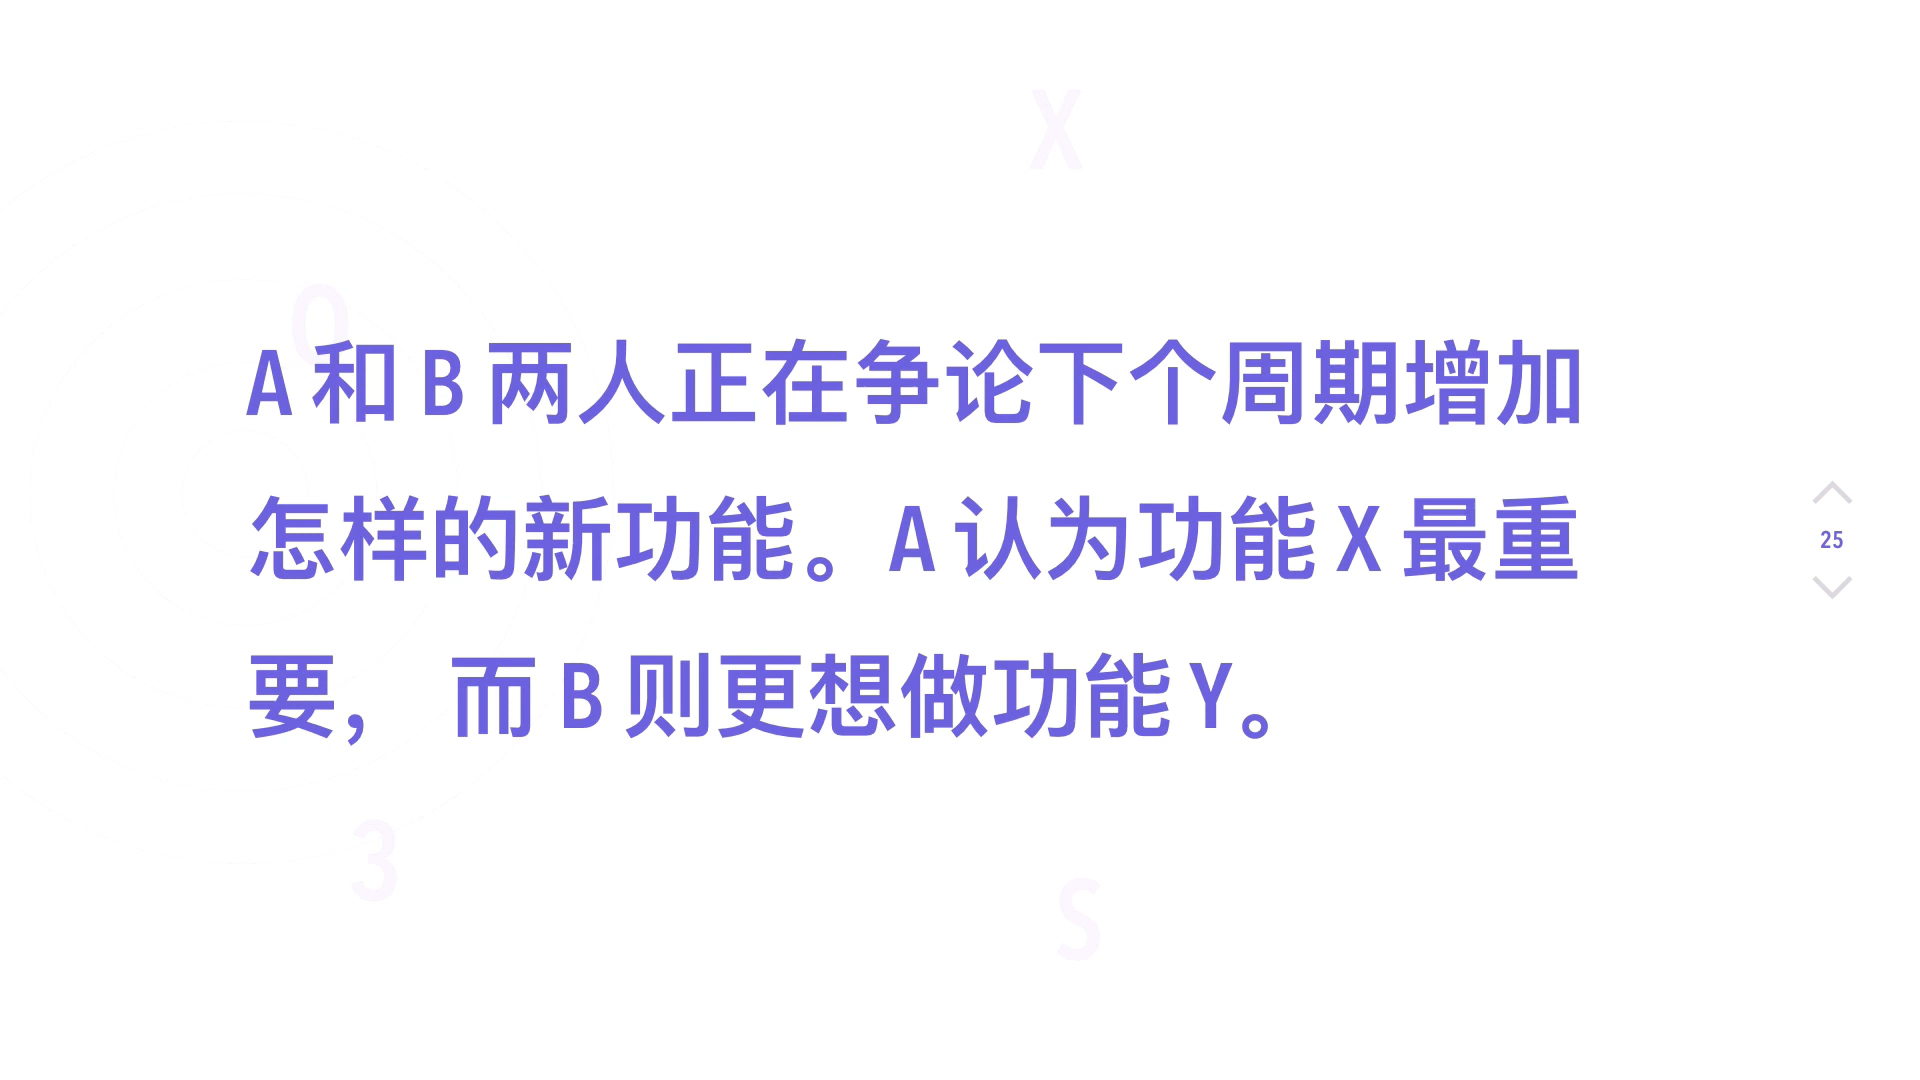 X
O
A 和 B 两人正在争论下个周期增加
怎样的新功能。A 认为功能 X 最重
要， 而 B 则更想做功能 Y。
25
3
S